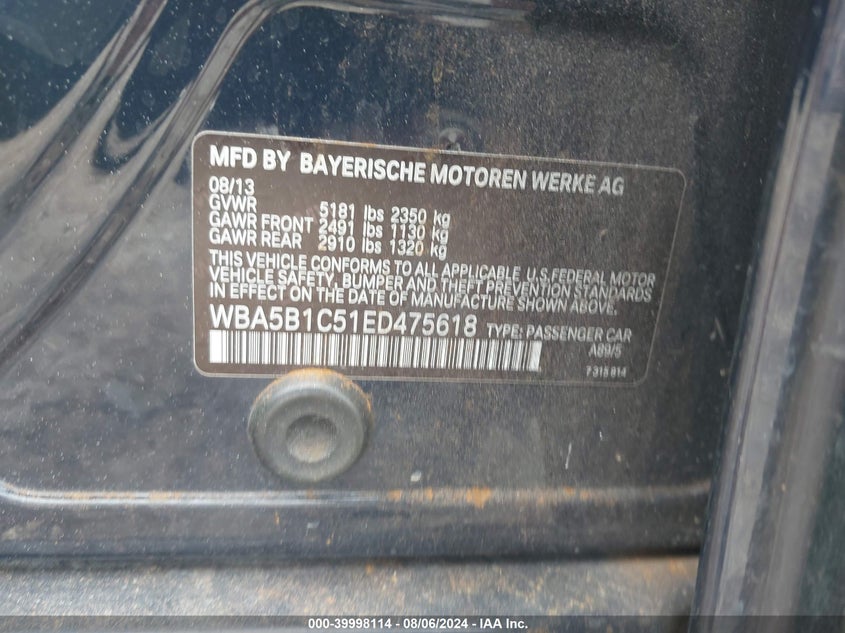 MFD BY BAYERISCHE MOTOREN WERKE AG
08/13
GVWR 5181 lbs 2350 kg
GAWR FRONT 2491 lbs 1130 kg
GAWR REAR 2910 lbs 1320 kg
THIS VEHICLE CONFORMS TO ALL APPLICABLE U.S.FEDERAL MOTOR
VEHICLE SAFETY, BUMPER AND THEFT PREVENTION STANDARDS
IN EFFECT ON THE DATE OF MANUFACTURE SHOWN ABOVE.
WBA5B1C51ED475618 TYPE: PASSENGER CAR
A89/5
7 315 814
000-39998114 - 08/06/2024 - IAA Inc.